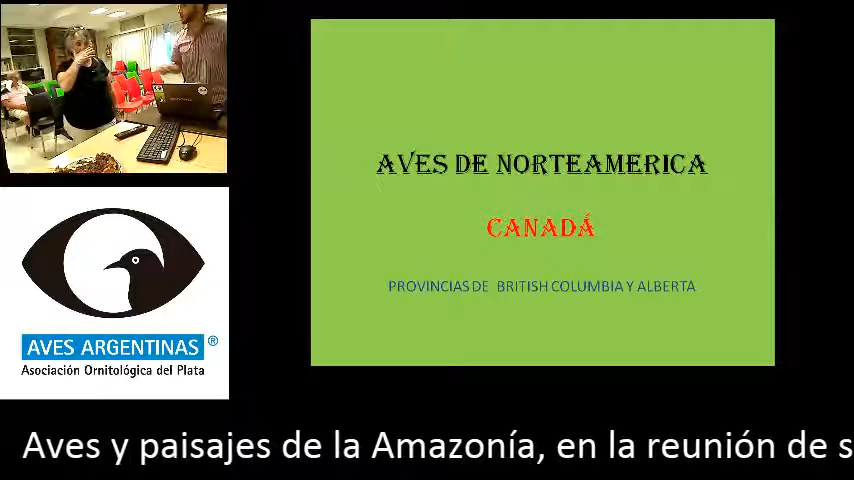 AVES DE NORTEAMERICA
CANADÁ
PROVINCIAS DE BRITISH COLUMBIA Y ALBERTA
AVES ARGENTINAS ®
Asociación Ornitológica del Plata
Aves y paisajes de la Amazonía, en la reunión de s